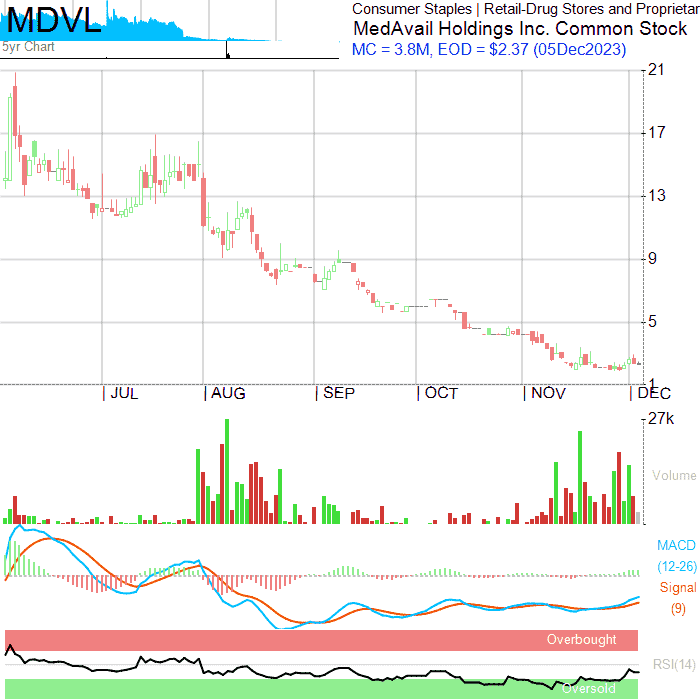 MDVL
5yr Chart
Consumer Staples | Retail-Drug Stores and Proprietar
MedAvail Holdings Inc. Common Stock
MC = 3.8M, EOD = $2.37 (05Dec2023)
21
17
13
9
5
1
JUL
AUG
SEP
OCT
NOV
DEC
27k
Volume
MACD
(12-26)
Signal
(9)
Overbought
RSI(14)
Oversold